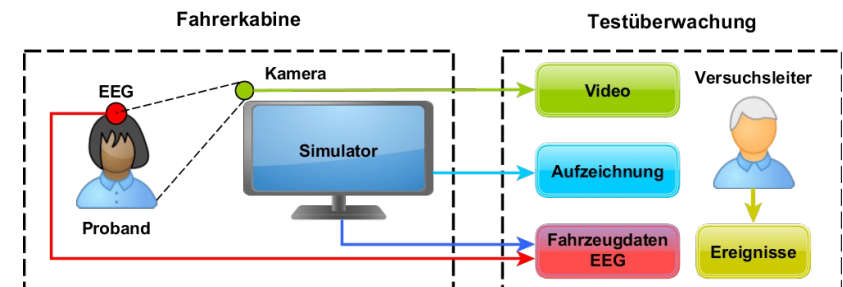 Fahrerkabine
Testüberwachung
EEG
Kamera
Proband
Simulator
Video
Aufzeichnung
Fahrzeugdaten
EEG
Versuchsleiter
Ereignisse